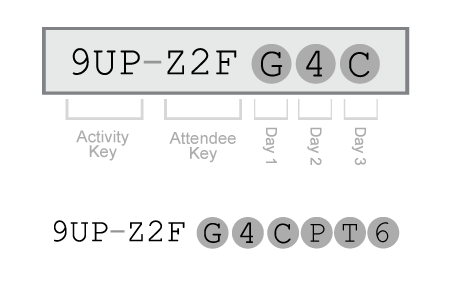 9UP-Z2F G 4 C
Activity Key Attendee Key Day 1 Day 2 Day 3
9UP-Z2F G 4 C P T 6